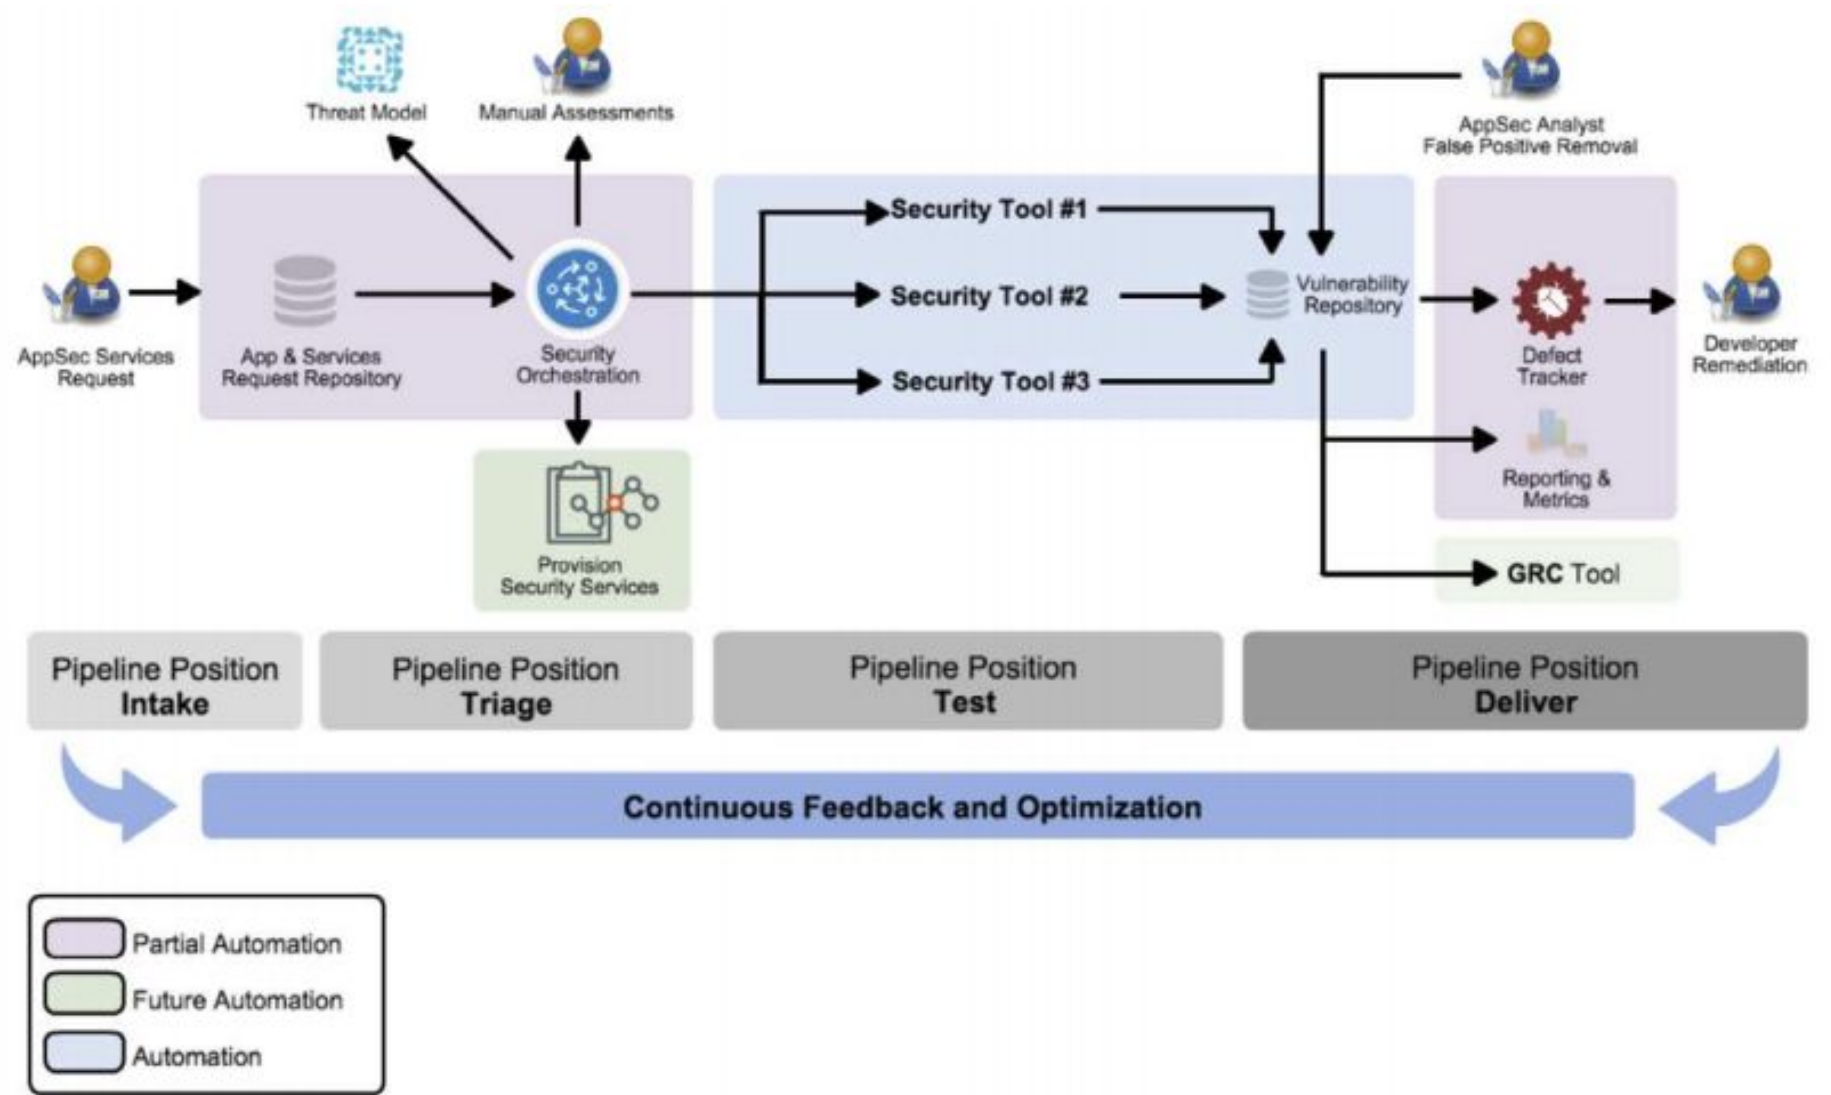 Threat Model
Manual Assessments
AppSec Analyst
False Positive Removal
AppSec Services
Request
App & Services
Request Repository
Security
Orchestration
Security Tool #1
Security Tool #2
Security Tool #3
Vulnerability
Repository
Defect
Tracker
Developer
Remediation
Reporting &
Metrics
Provision
Security Services
GRC Tool
Pipeline Position
Intake
Pipeline Position
Triage
Pipeline Position
Test
Pipeline Position
Deliver
Continuous Feedback and Optimization
Partial Automation
Future Automation
Automation